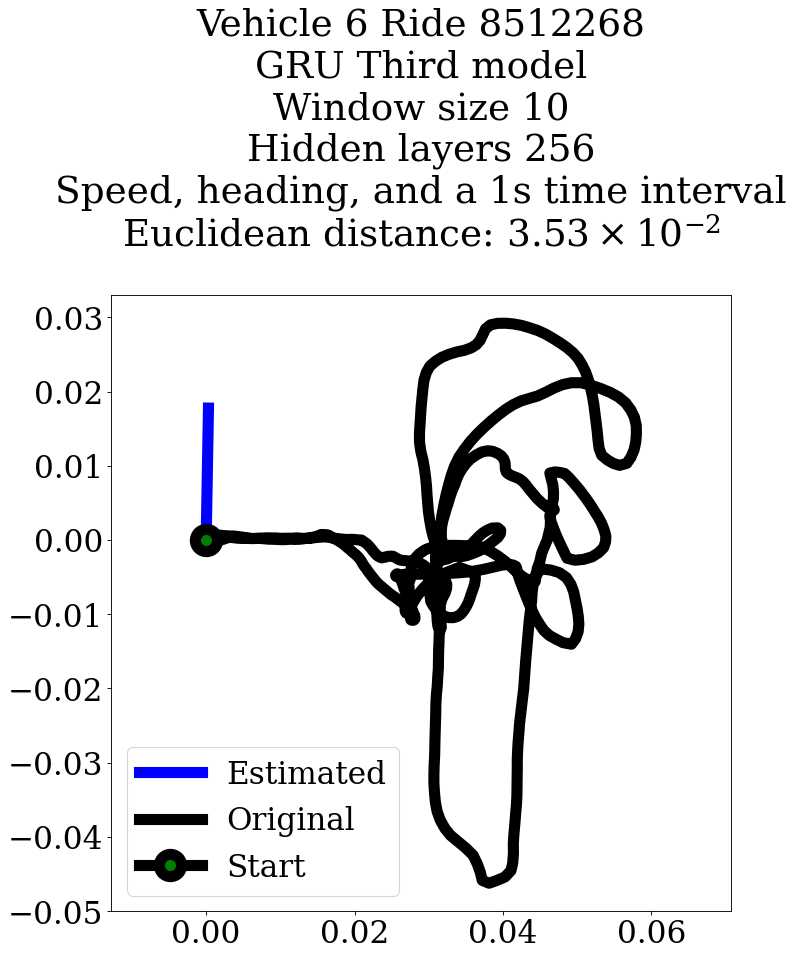 Vehicle 6 Ride 8512268
GRU Third model
Window size 10
Hidden layers 256
Speed, heading, and a 1s time interval
Euclidean distance: 3.53 × 10⁻²
0.03
0.02
0.01
0.00
−0.01
−0.02
−0.03
−0.04
−0.05
Estimated
Original
Start
0.00 0.02 0.04 0.06